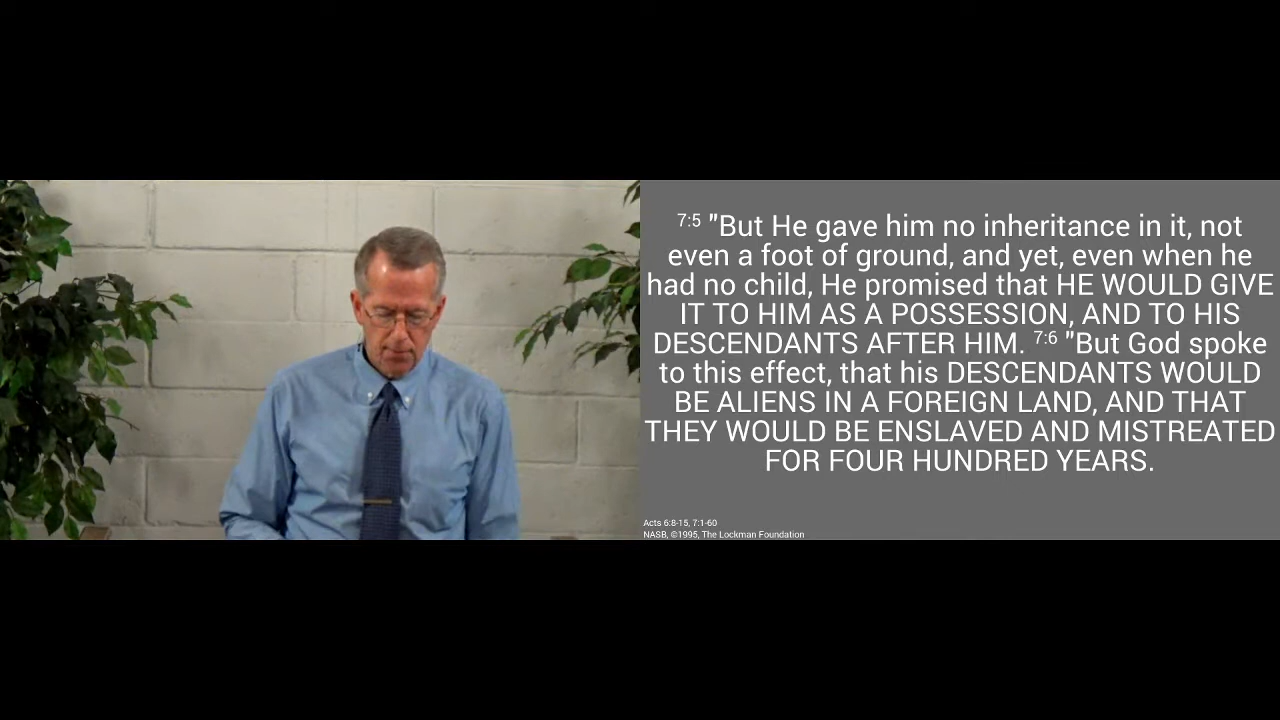 7:5 "But He gave him no inheritance in it, not
even a foot of ground, and yet, even when he
had no child, He promised that HE WOULD GIVE
IT TO HIM AS A POSSESSION, AND TO HIS
DESCENDANTS AFTER HIM. 7:6 "But God spoke
to this effect, that his DESCENDANTS WOULD
BE ALIENS IN A FOREIGN LAND, AND THAT
THEY WOULD BE ENSLAVED AND MISTREATED
FOR FOUR HUNDRED YEARS.
Acts 6:8-15, 7:1-60
NASB, ©1995, The Lockman Foundation